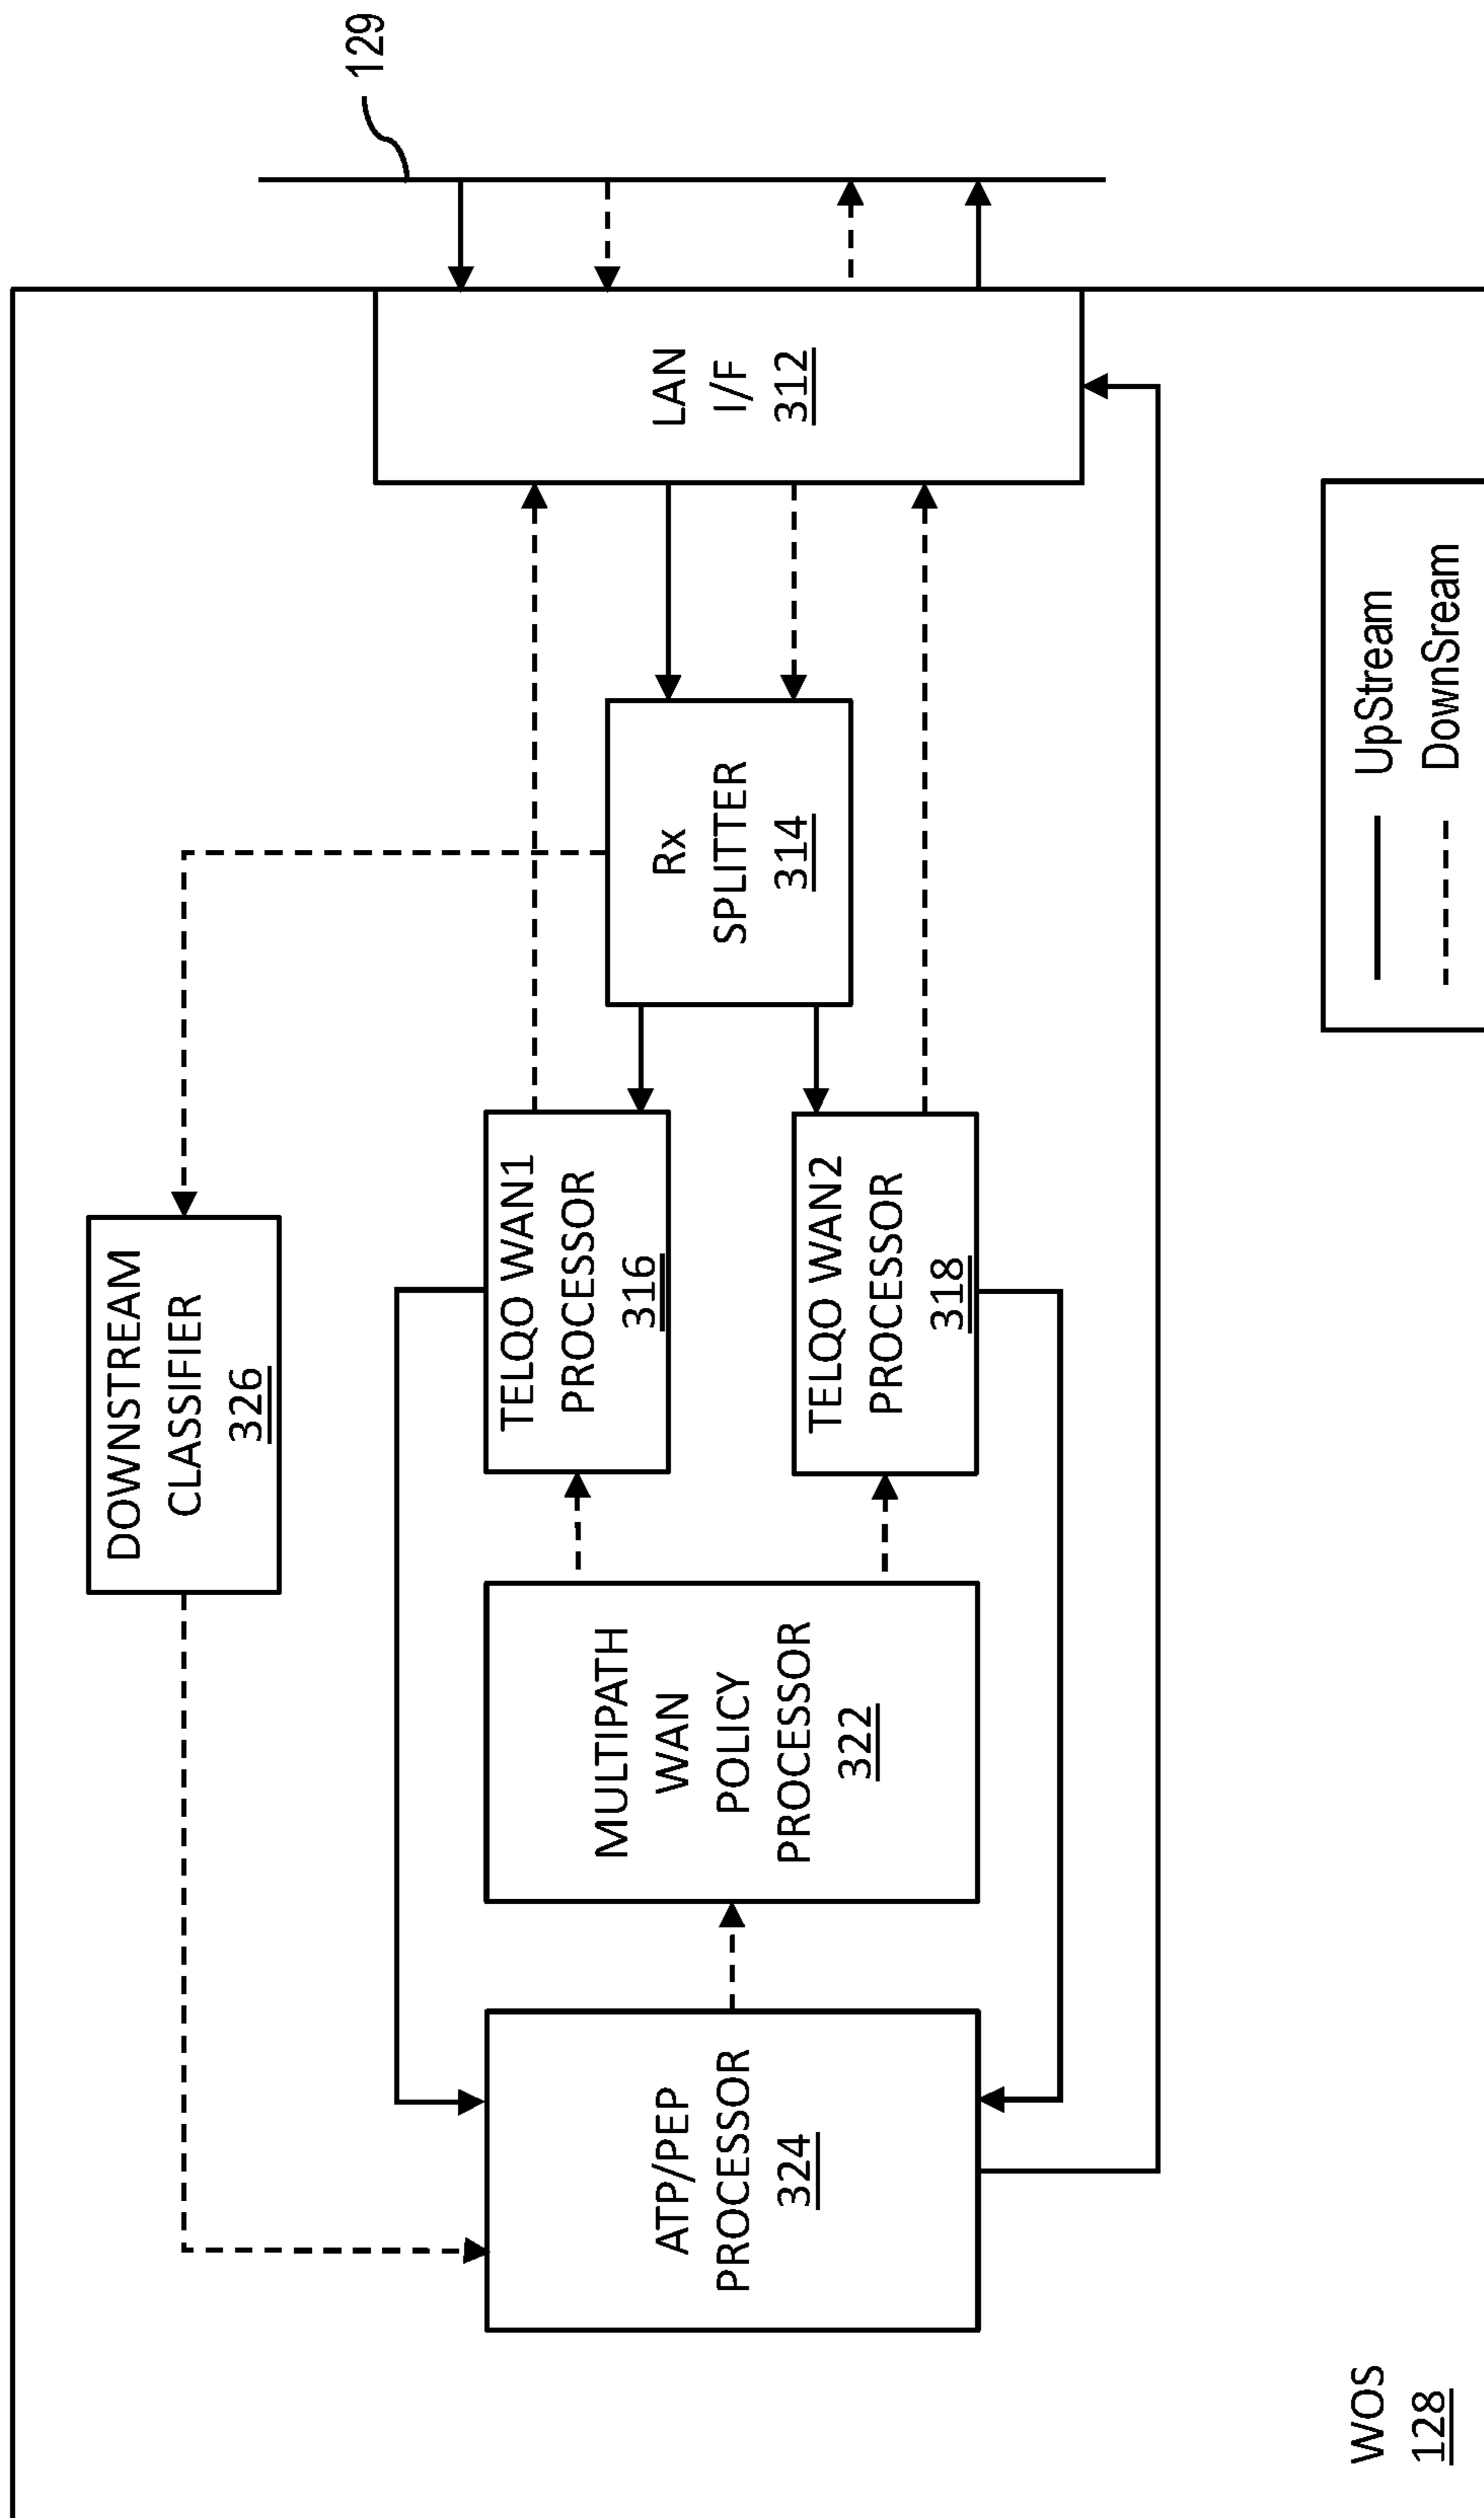 129
LAN
I/F
312
Rx
SPLITTER
314
DOWNSTREAM
CLASSIFIER
326
TELQO WAN1
PROCESSOR
316
TELQO WAN2
PROCESSOR
318
MULTIPATH
WAN
POLICY
PROCESSOR
322
ATP/PEP
PROCESSOR
324
UpStream
DownSream
WOS
128